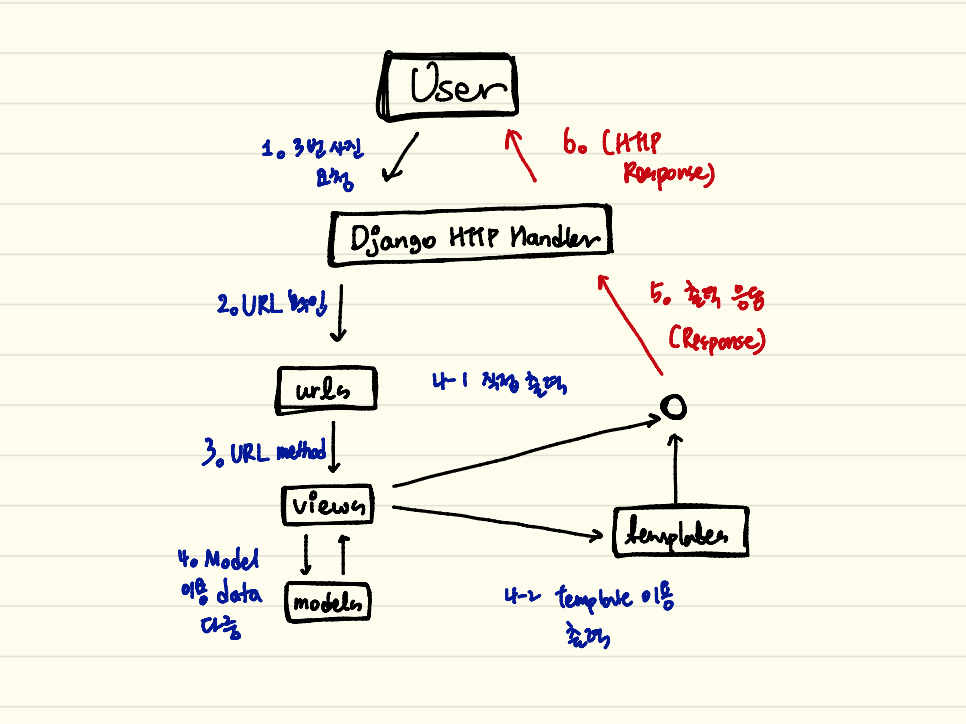 User
1. 3번 사진
요청
6. (HTTP
Response)
Django HTTP Handler
2. URL 확인
5. 출력 응답
(Response)
urls
4-1 직접 출력
3. URL method
views
templates
4. Model
이용 data
다룸
models
4-2 template 이용
출력